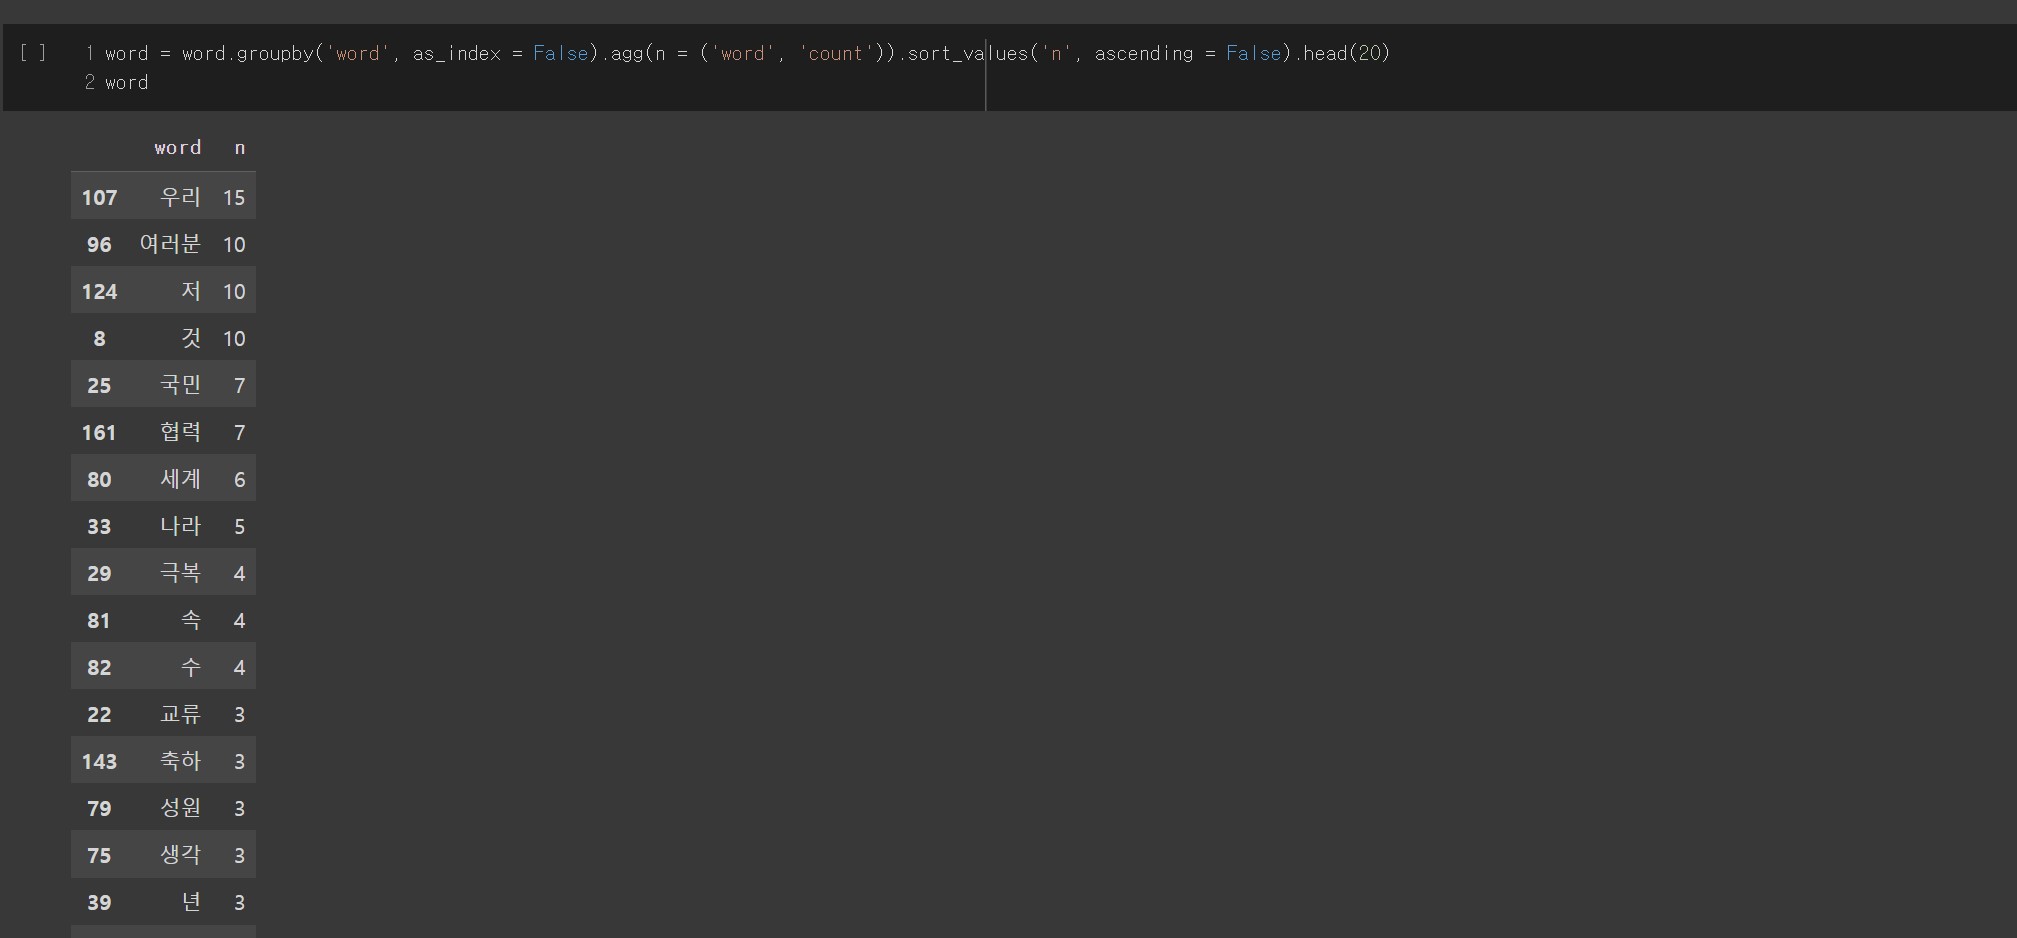 [ ] 1 word = word.groupby('word', as_index = False).agg(n = ('word', 'count')).sort_values('n', ascending = False).head(20)
2 word
word n
107 우리 15
96 여러분 10
124 저 10
8 것 10
25 국민 7
161 협력 7
80 세계 6
33 나라 5
29 극복 4
81 속 4
82 수 4
22 교류 3
143 축하 3
79 성원 3
75 생각 3
39 년 3